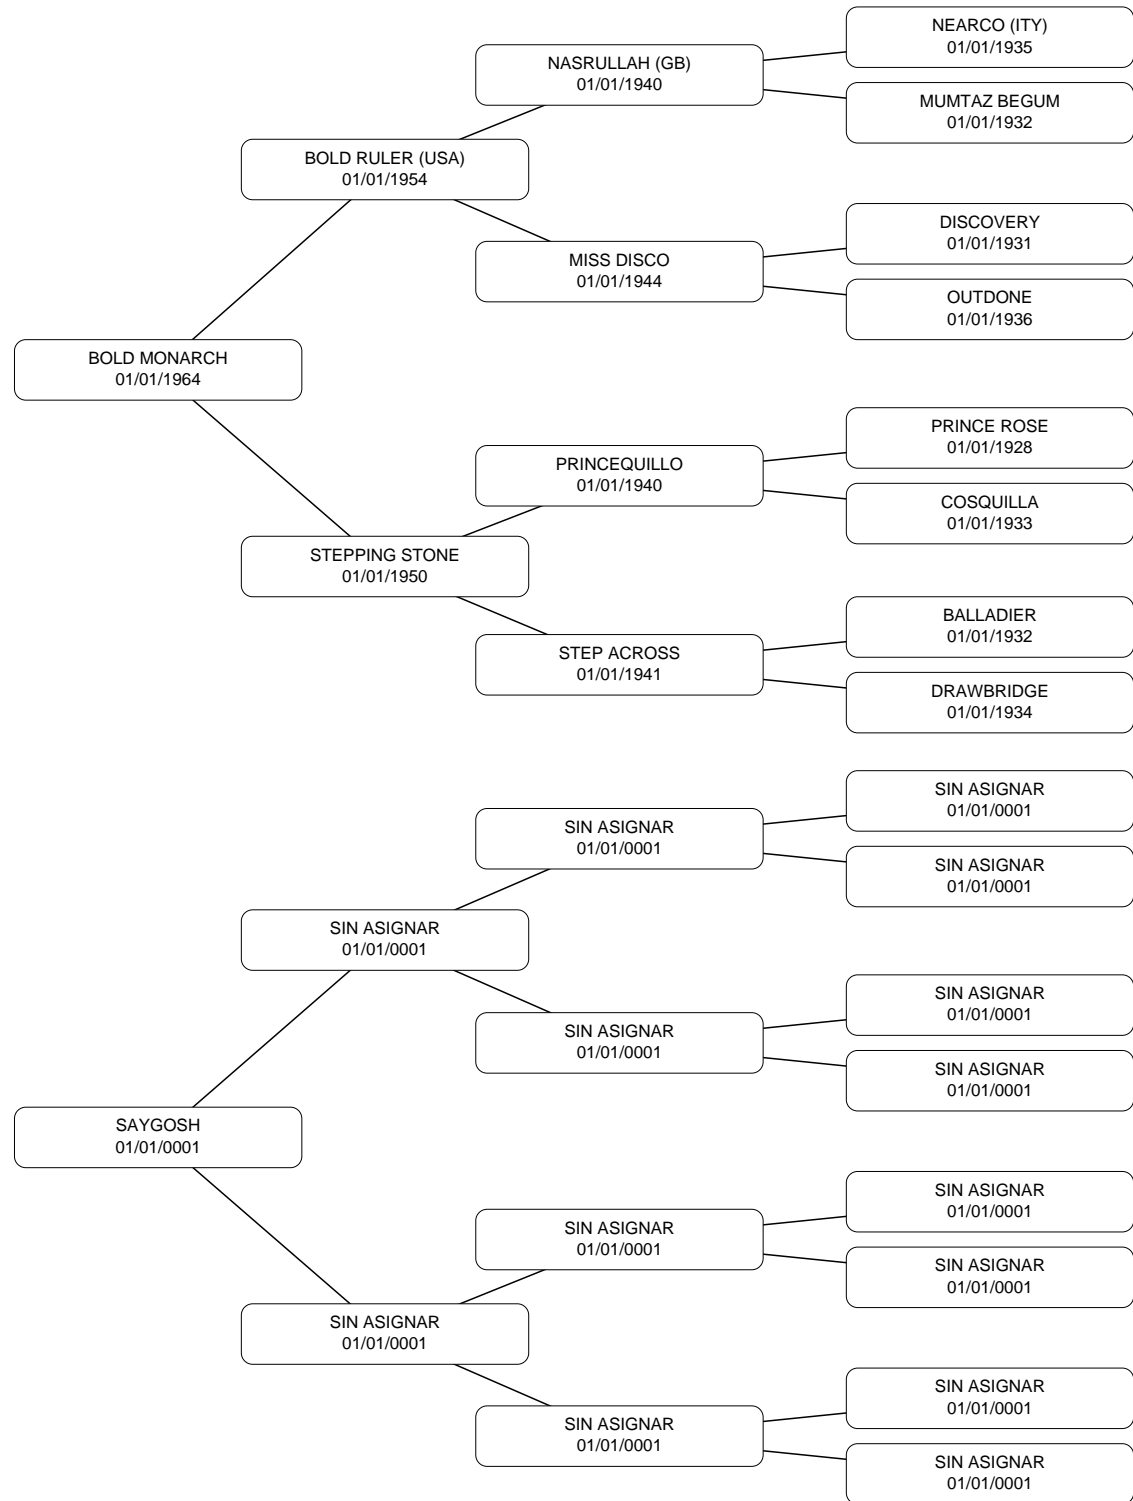 NEARCO (ITY)
01/01/1935
NASRULLAH (GB)
01/01/1940
MUMTAZ BEGUM
01/01/1932
BOLD RULER (USA)
01/01/1954
DISCOVERY
01/01/1931
MISS DISCO
01/01/1944
OUTDONE
01/01/1936
BOLD MONARCH
01/01/1964
PRINCE ROSE
01/01/1928
PRINCEQUILLO
01/01/1940
COSQUILLA
01/01/1933
STEPPING STONE
01/01/1950
BALLADIER
01/01/1932
STEP ACROSS
01/01/1941
DRAWBRIDGE
01/01/1934
SIN ASIGNAR
01/01/0001
SIN ASIGNAR
01/01/0001
SIN ASIGNAR
01/01/0001
SIN ASIGNAR
01/01/0001
SIN ASIGNAR
01/01/0001
SIN ASIGNAR
01/01/0001
SIN ASIGNAR
01/01/0001
SAYGOSH
01/01/0001
SIN ASIGNAR
01/01/0001
SIN ASIGNAR
01/01/0001
SIN ASIGNAR
01/01/0001
SIN ASIGNAR
01/01/0001
SIN ASIGNAR
01/01/0001
SIN ASIGNAR
01/01/0001
SIN ASIGNAR
01/01/0001